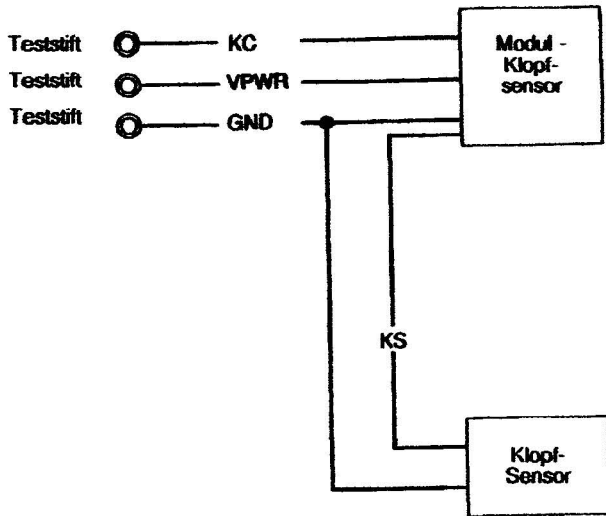 Teststift KC
Teststift VPWR
Teststift GND
Modul -
Klopf-
sensor
KS
Klopf-
Sensor